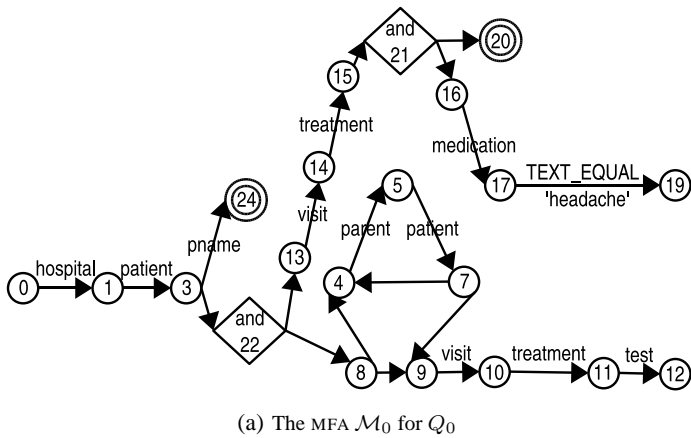 and
21
20
15
16
treatment
medication
14
TEXT_EQUAL
17
19
5
'headache'
24
visit
pname
parent
patient
13
hospital
patient
0
1
3
4
7
and
22
visit
treatment
test
8
9
10
11
12
(a) The MFA M₀ for Q₀